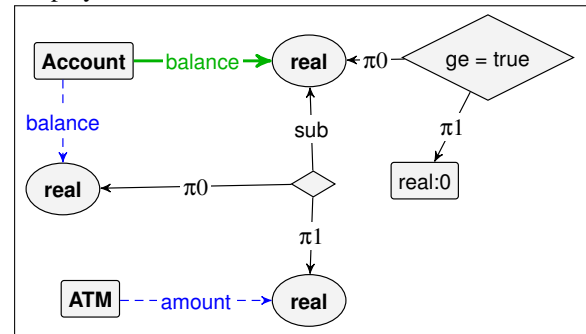 Account
balance
real
π0
ge = true
balance
sub
π1
real:0
real
π0
π1
ATM
amount
real